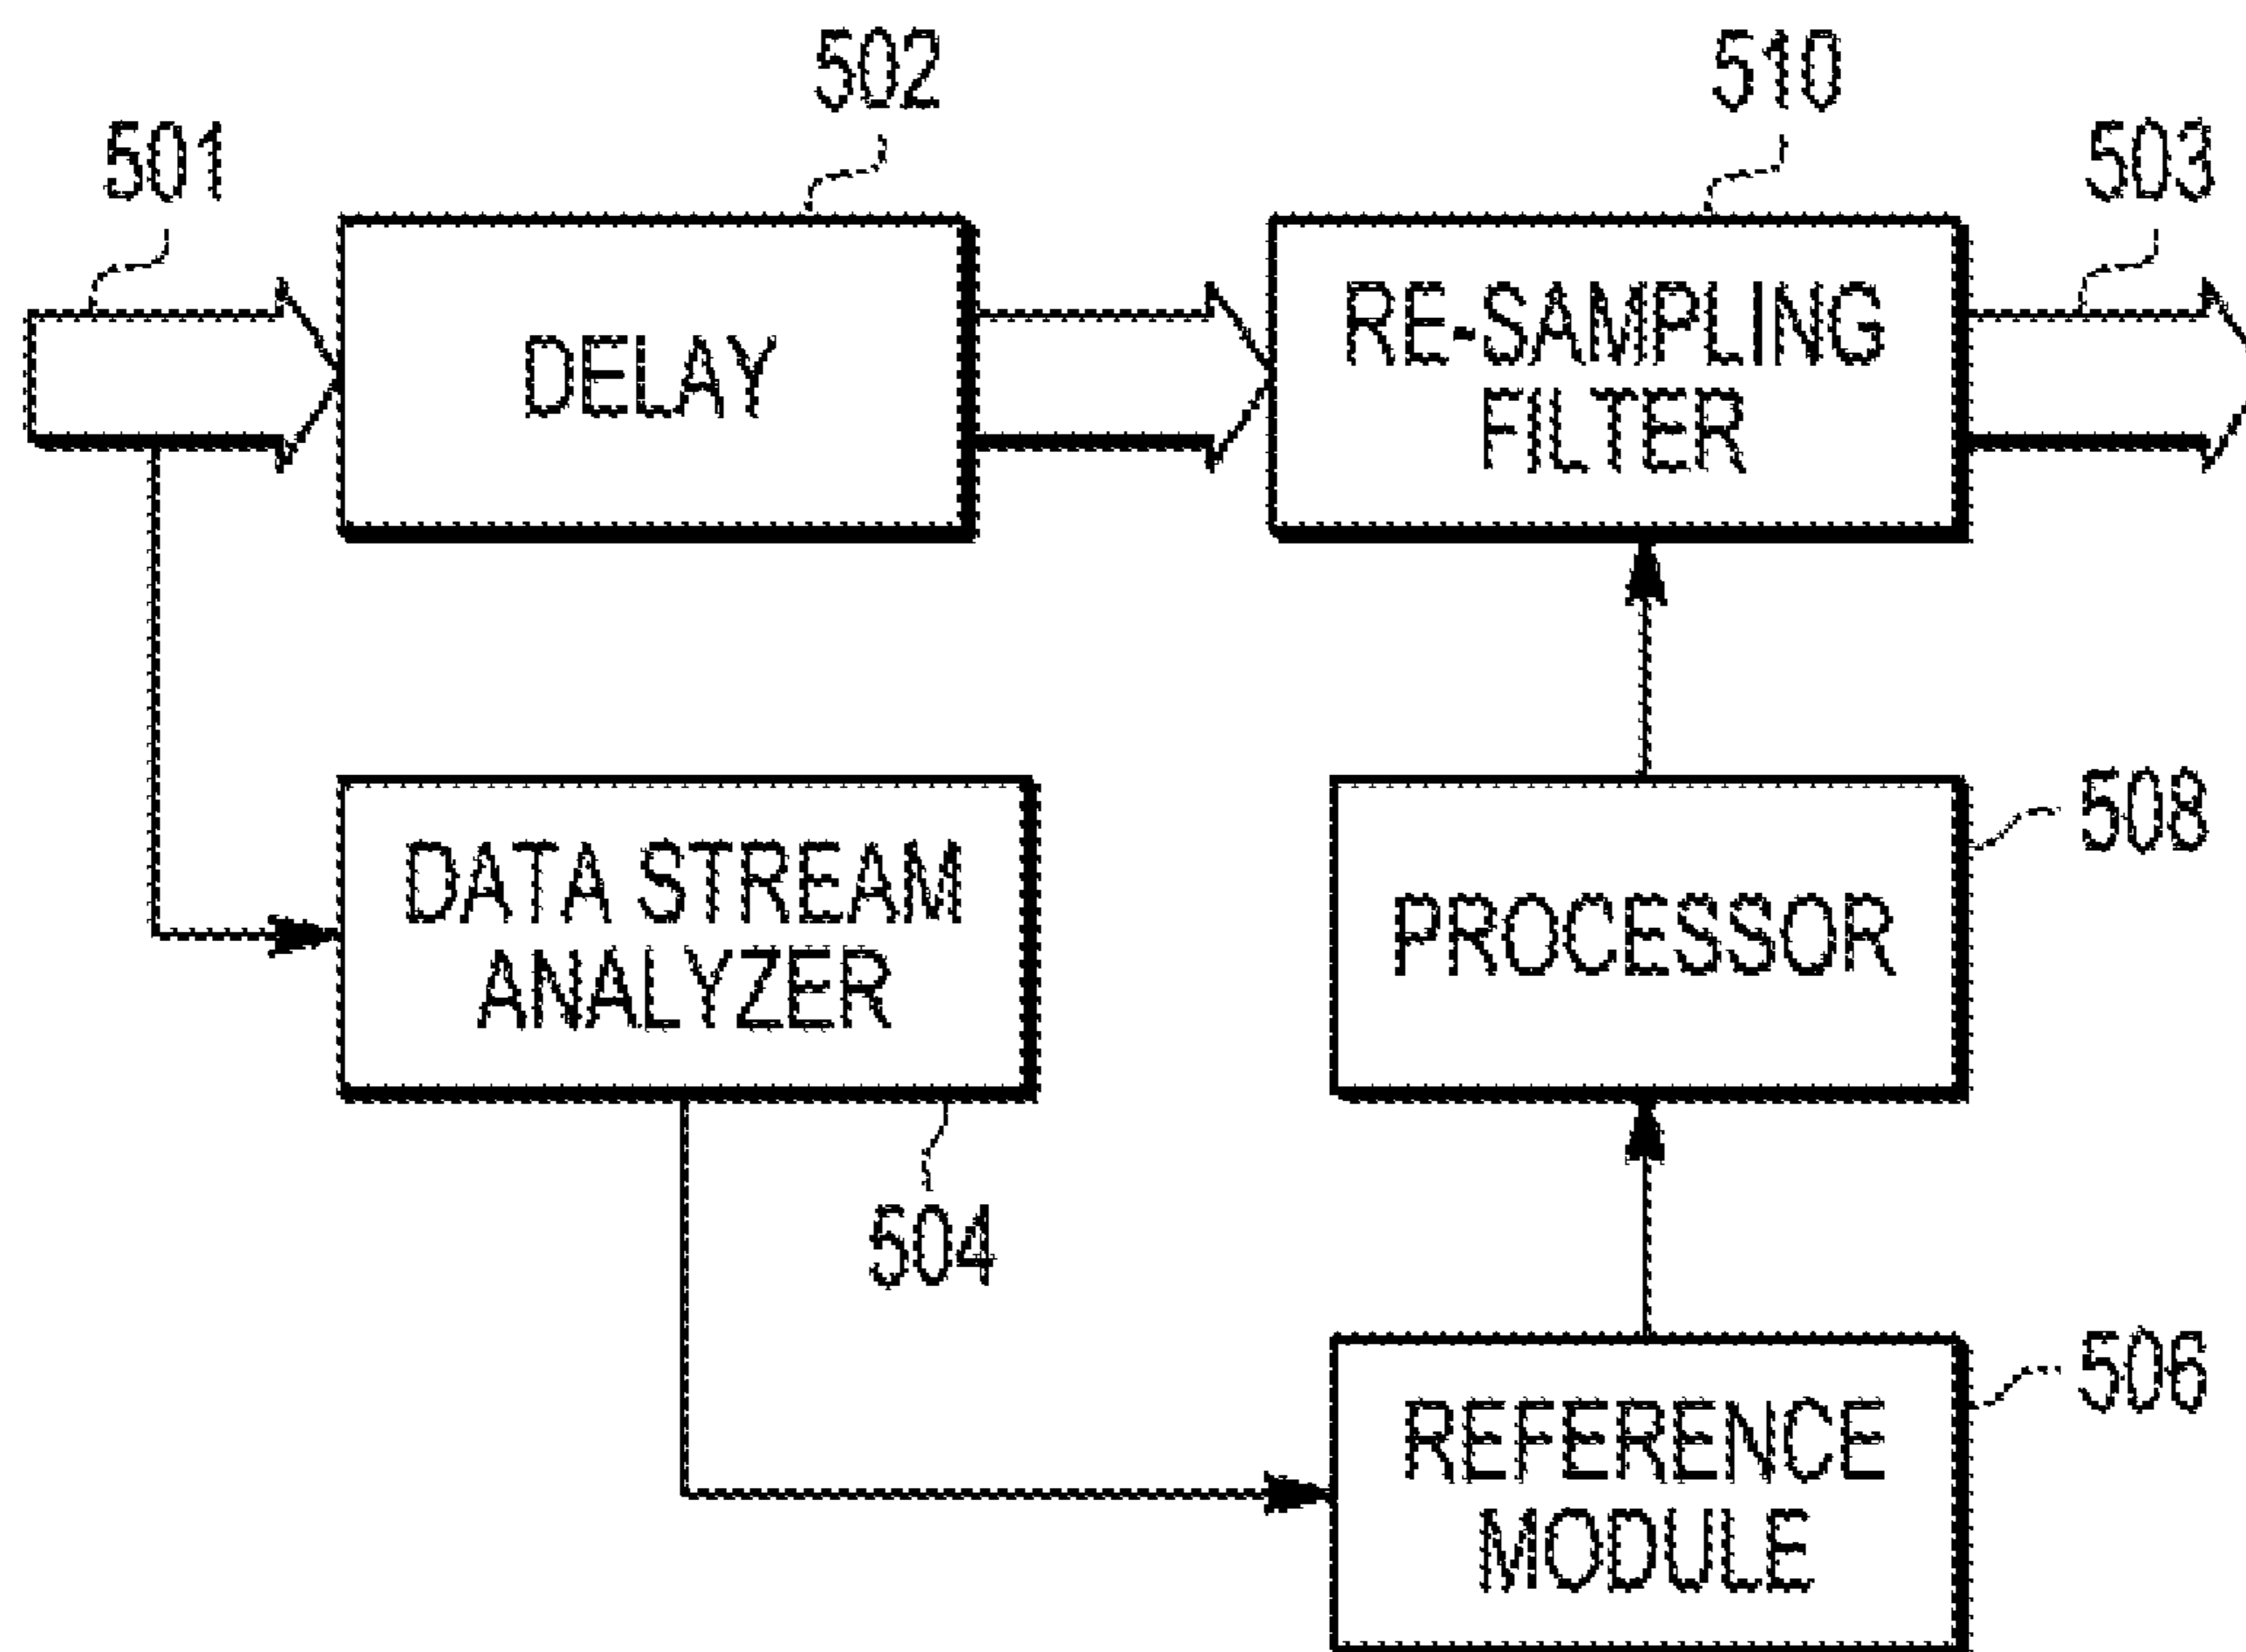 502
510
501
503
DELAY
RE-SAMPLING
FILTER
DATA STREAM
ANALYZER
PROCESSOR
508
504
REFERENCE
MODULE
506